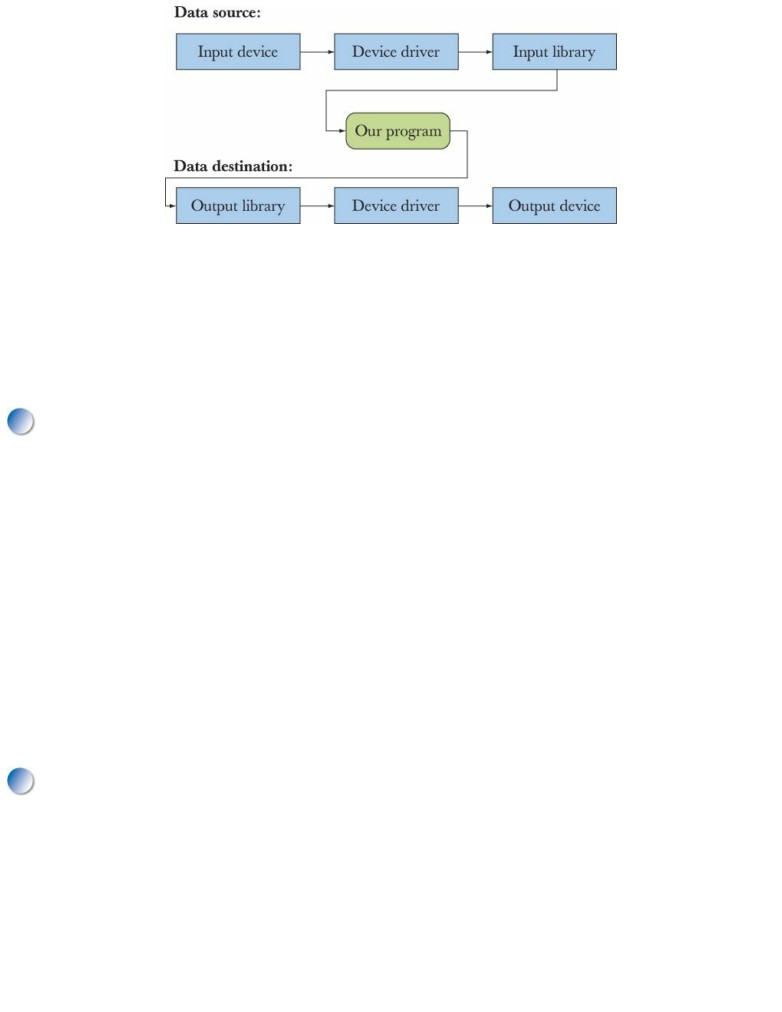 Data source:
Input device Device driver Input library
Our program
Data destination:
Output library Device driver Output device